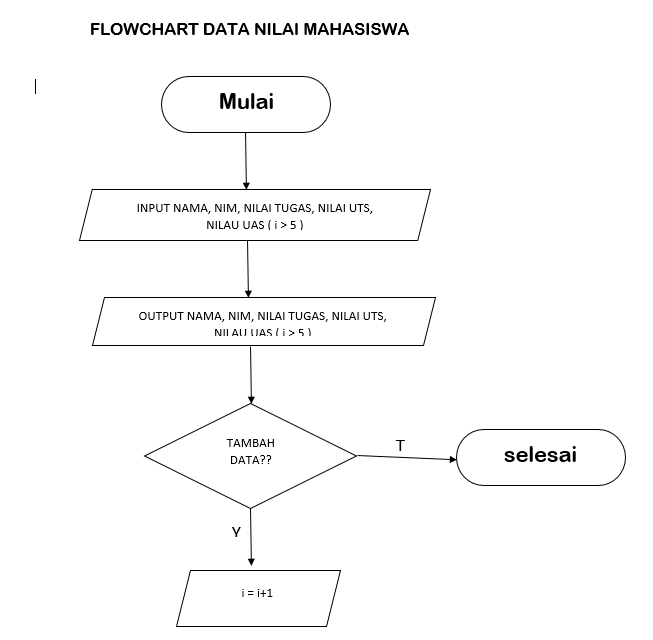 FLOWCHART DATA NILAI MAHASISWA
Mulai
INPUT NAMA, NIM, NILAI TUGAS, NILAI UTS,
NILAU UAS ( i > 5 )
OUTPUT NAMA, NIM, NILAI TUGAS, NILAI UTS,
NILAU UAS ( i > 5 )
TAMBAH
DATA??
T
selesai
Y
i = i+1